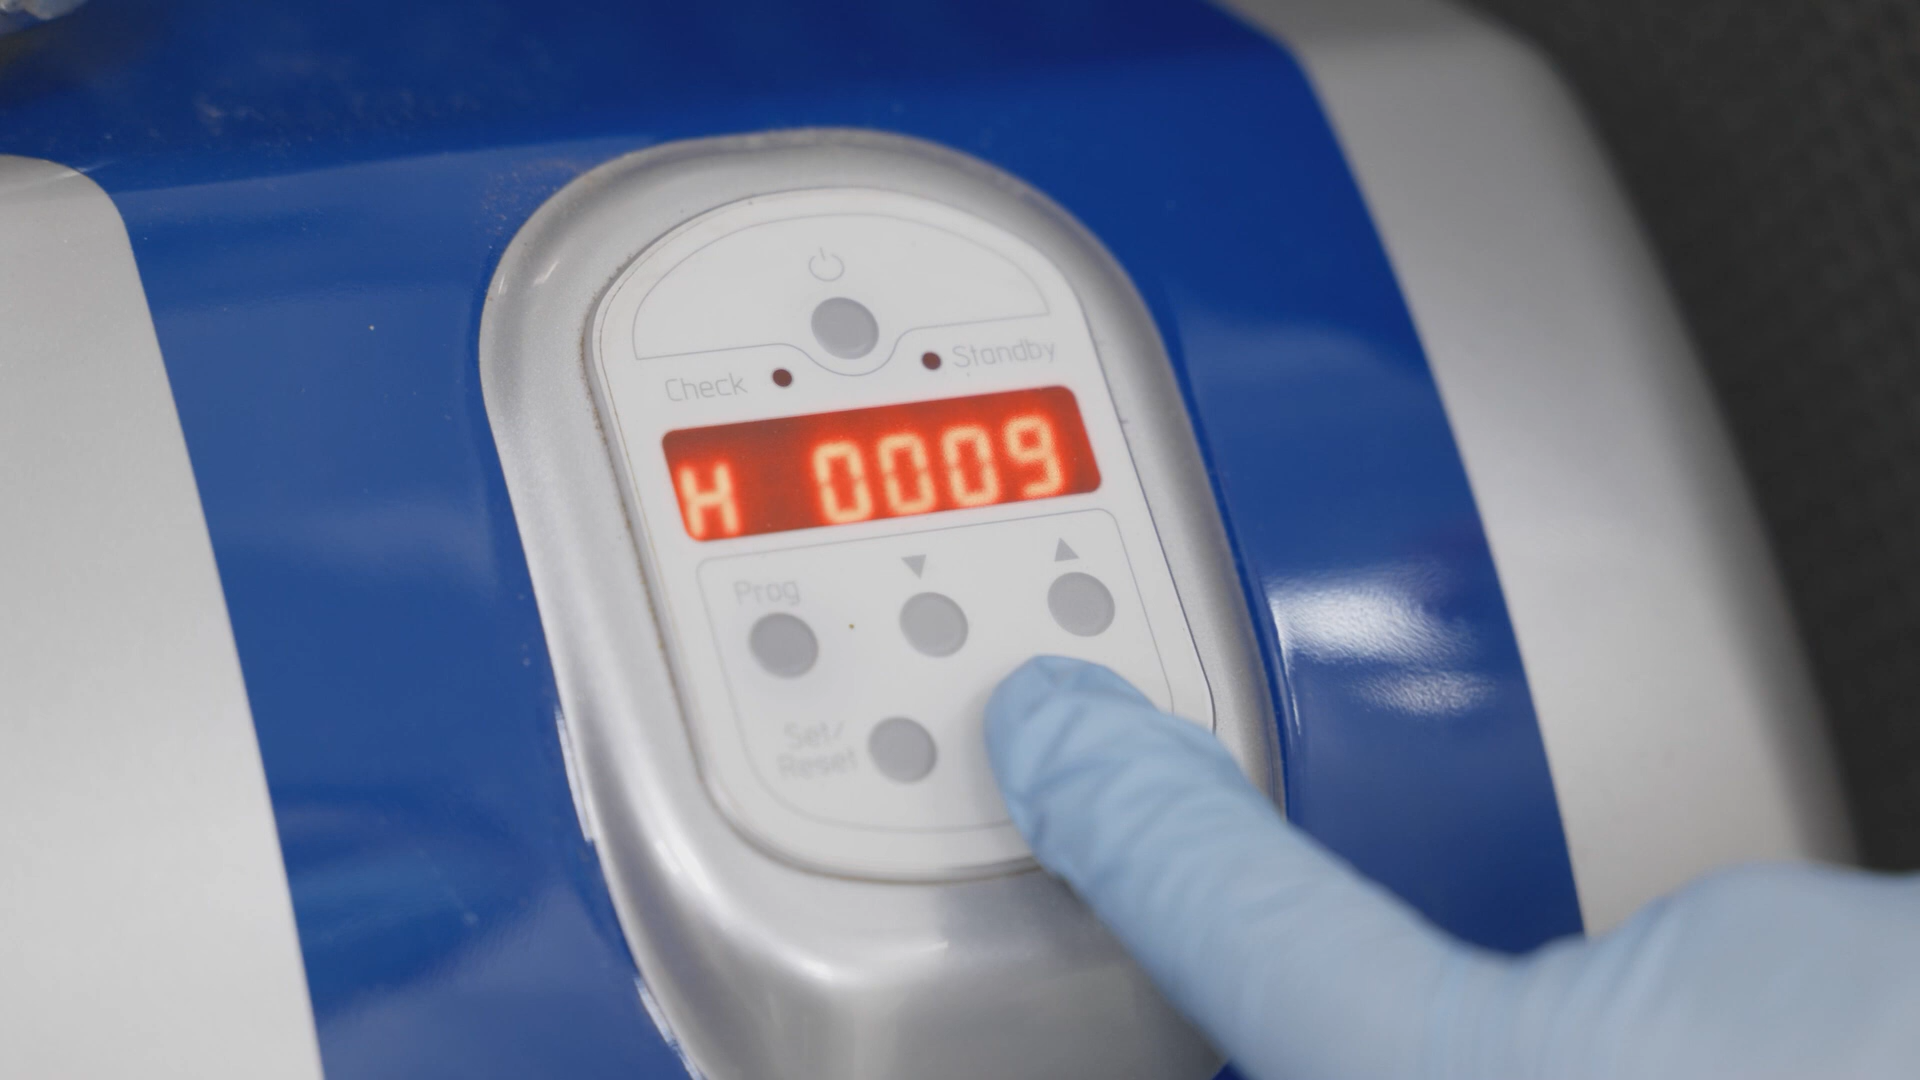 Check
Standby
H 0009
Prog
Set/
Reset